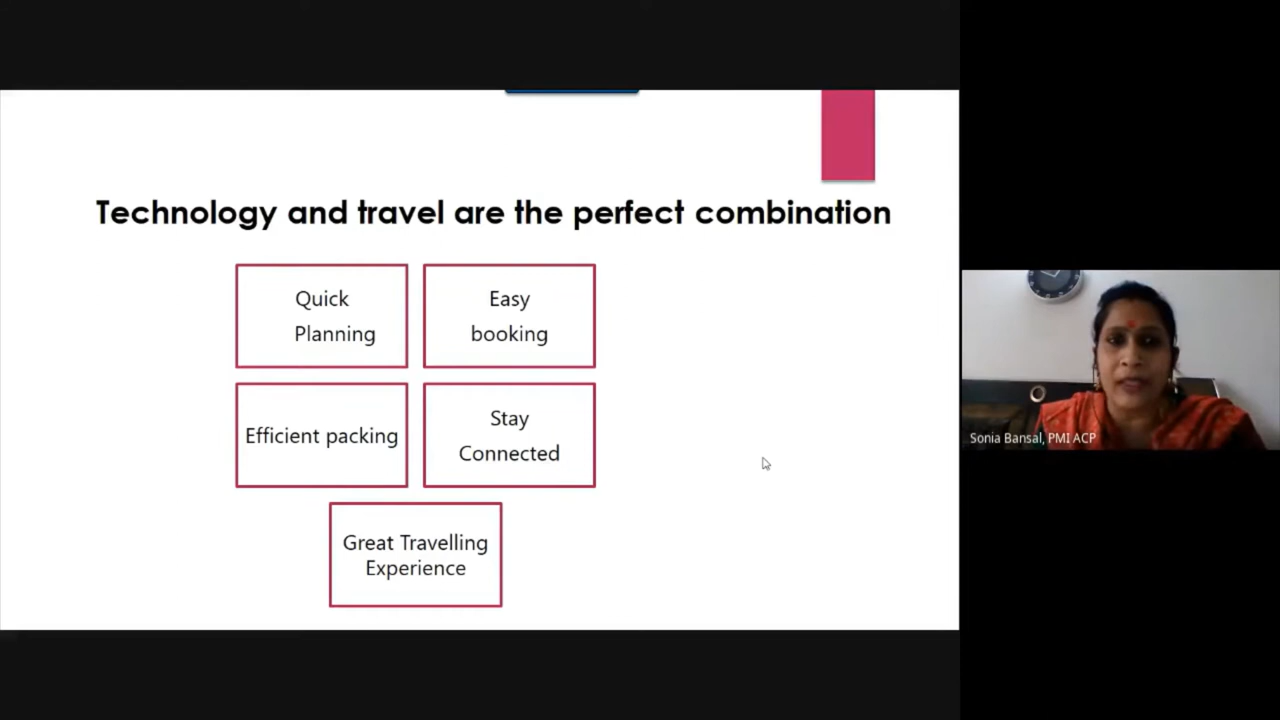 Technology and travel are the perfect combination
Quick
Planning
Easy
booking
Efficient packing
Stay
Connected
Great Travelling
Experience
Sonia Bansal, PMI ACP